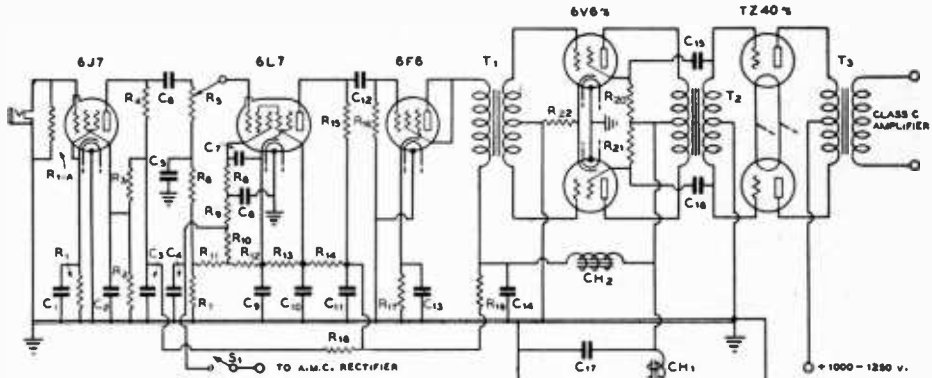 6J7 6L7 6F6 T1 6V6's TZ40's T3
R4 C6 R5 C12 R15 R16 R22 R20 C15 T2
CLASS C
AMPLIFIER
R1-A R3 C5 C7 R8 R21
R6 C8 C16
R9
R10
R1 C3 C4 R11 R12 R13 R14 CH2
C1 C2 R2 R1 C9 C10 C11 R17 C13 R19 C14
R18
S1 TO A.M.C. RECTIFIER C17 CH1 +1000-1250 V.